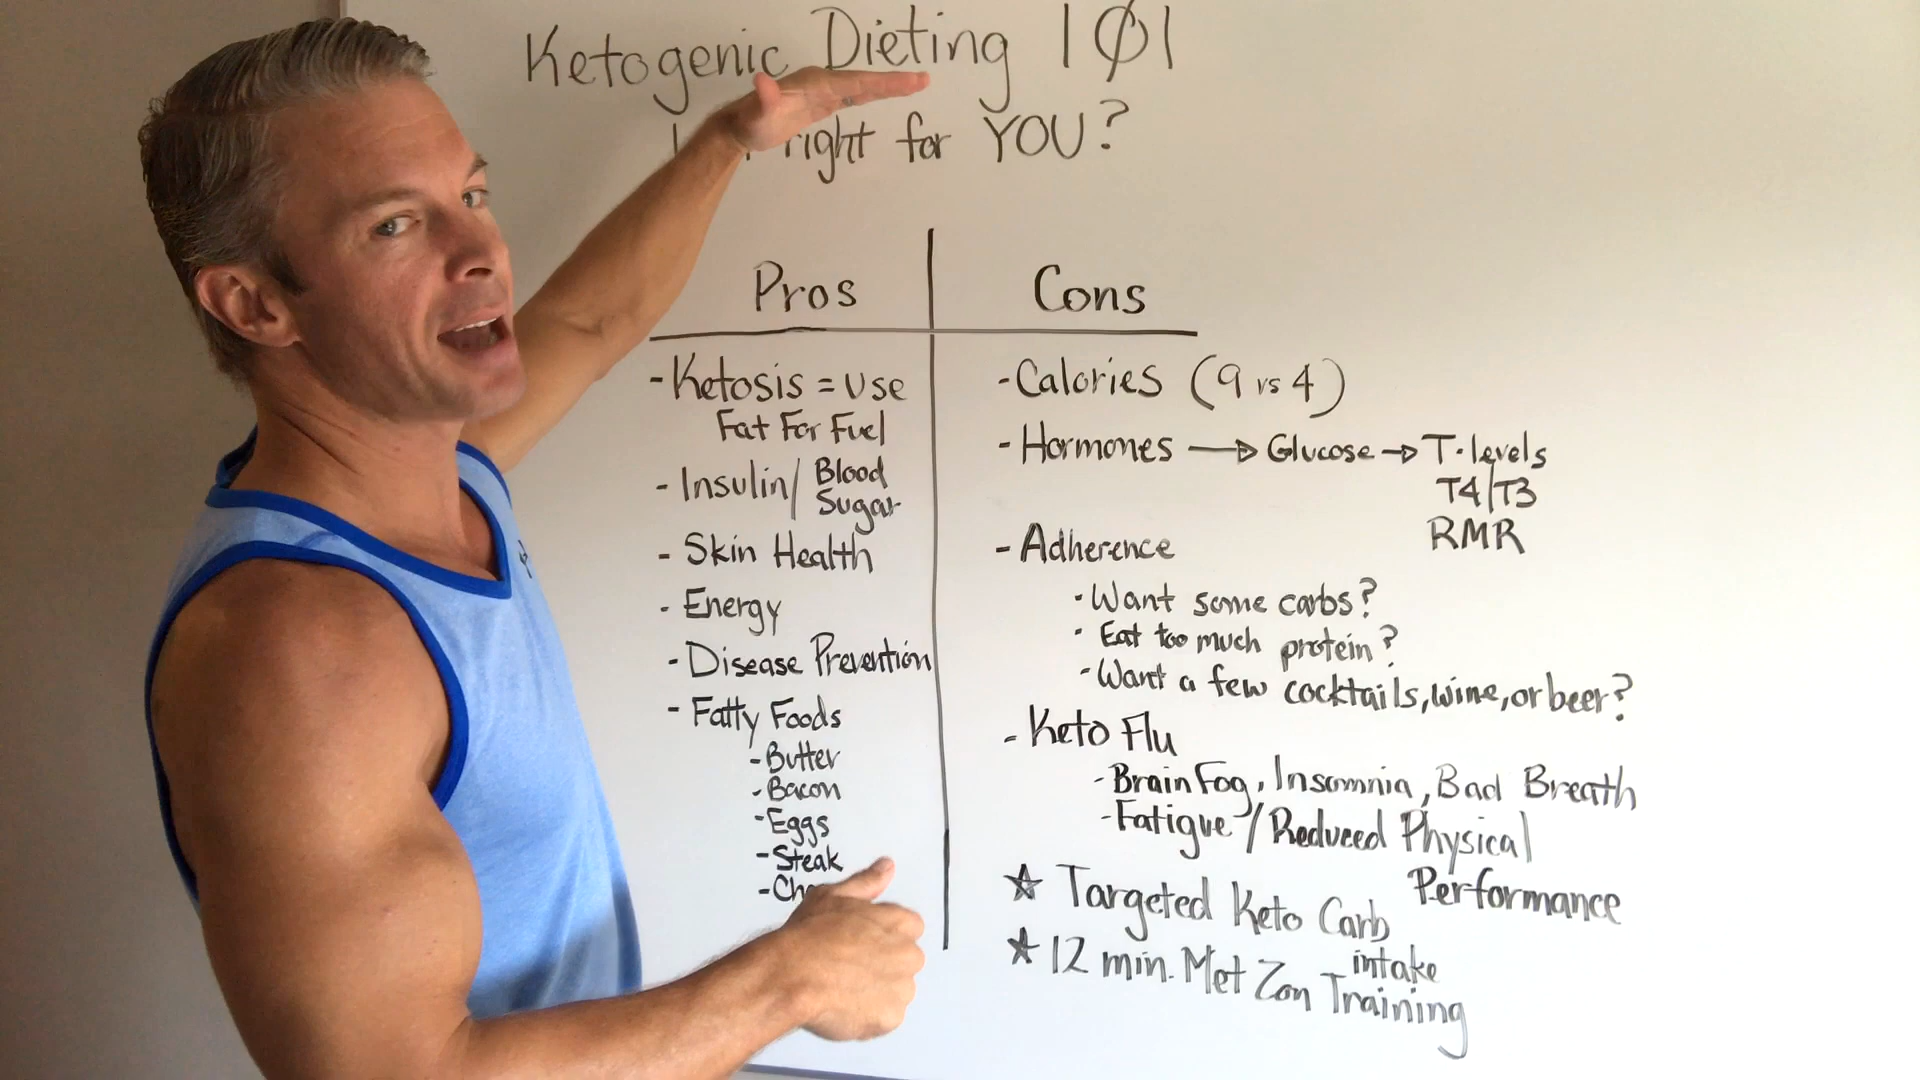 Ketogenic Dieting 101
right for YOU?
Pros
Cons
- Ketosis = Use
Fat For Fuel
- Insulin/ Blood
Sugar
- Skin Health
- Energy
- Disease Prevention
- Fatty Foods
- Butter
- Bacon
- Eggs
- Steak
- Calories (9 vs 4)
- Hormones → Glucose → T-levels
T4/T3
RMR
- Adherence
• Want some carbs?
• Eat too much protein?
• Want a few cocktails, wine, or beer?
- Keto Flu
- Brain Fog, Insomnia, Bad Breath
- Fatigue / Reduced Physical
Performance
☆ Targeted Keto Carb
intake
☆ 12 min. Met Zon Training